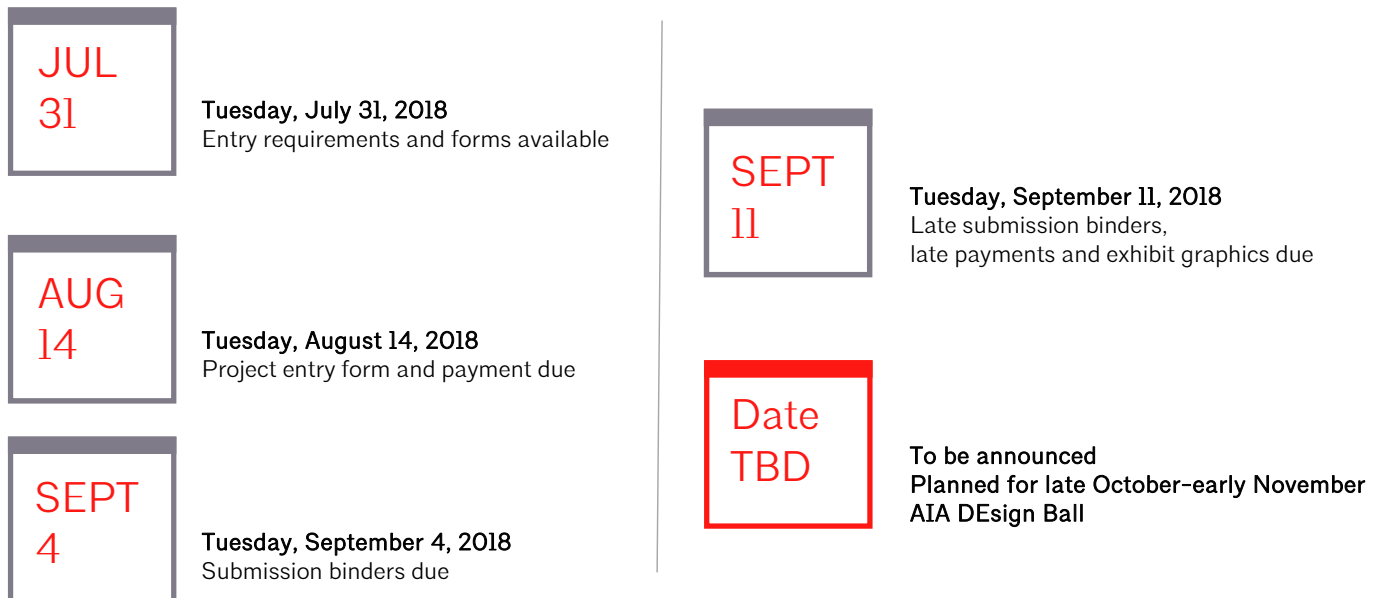 JUL
31
Tuesday, July 31, 2018
Entry requirements and forms available
AUG
14
Tuesday, August 14, 2018
Project entry form and payment due
SEPT
4
Tuesday, September 4, 2018
Submission binders due
SEPT
11
Tuesday, September 11, 2018
Late submission binders,
late payments and exhibit graphics due
Date
TBD
To be announced
Planned for late October-early November
AIA DEsign Ball